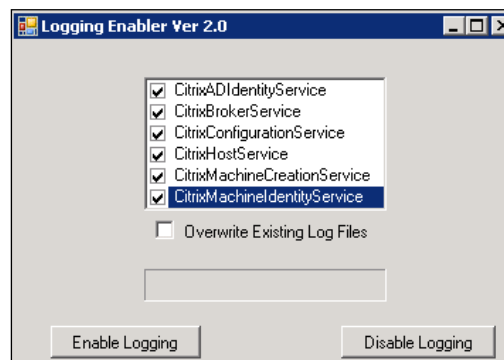 Logging Enabler Ver 2.0
CitrixADIdentityService
CitrixBrokerService
CitrixConfigurationService
CitrixHostService
CitrixMachineCreationService
CitrixMachineIdentityService
Overwrite Existing Log Files
Enable Logging
Disable Logging